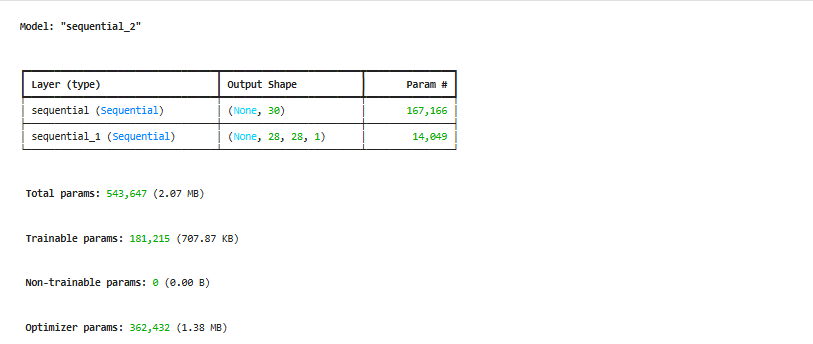 Model: "sequential_2"
Layer (type) Output Shape Param #
sequential (Sequential) (None, 30) 167,166
sequential_1 (Sequential) (None, 28, 28, 1) 14,049
Total params: 543,647 (2.07 MB)
Trainable params: 181,215 (707.87 KB)
Non-trainable params: 0 (0.00 B)
Optimizer params: 362,432 (1.38 MB)